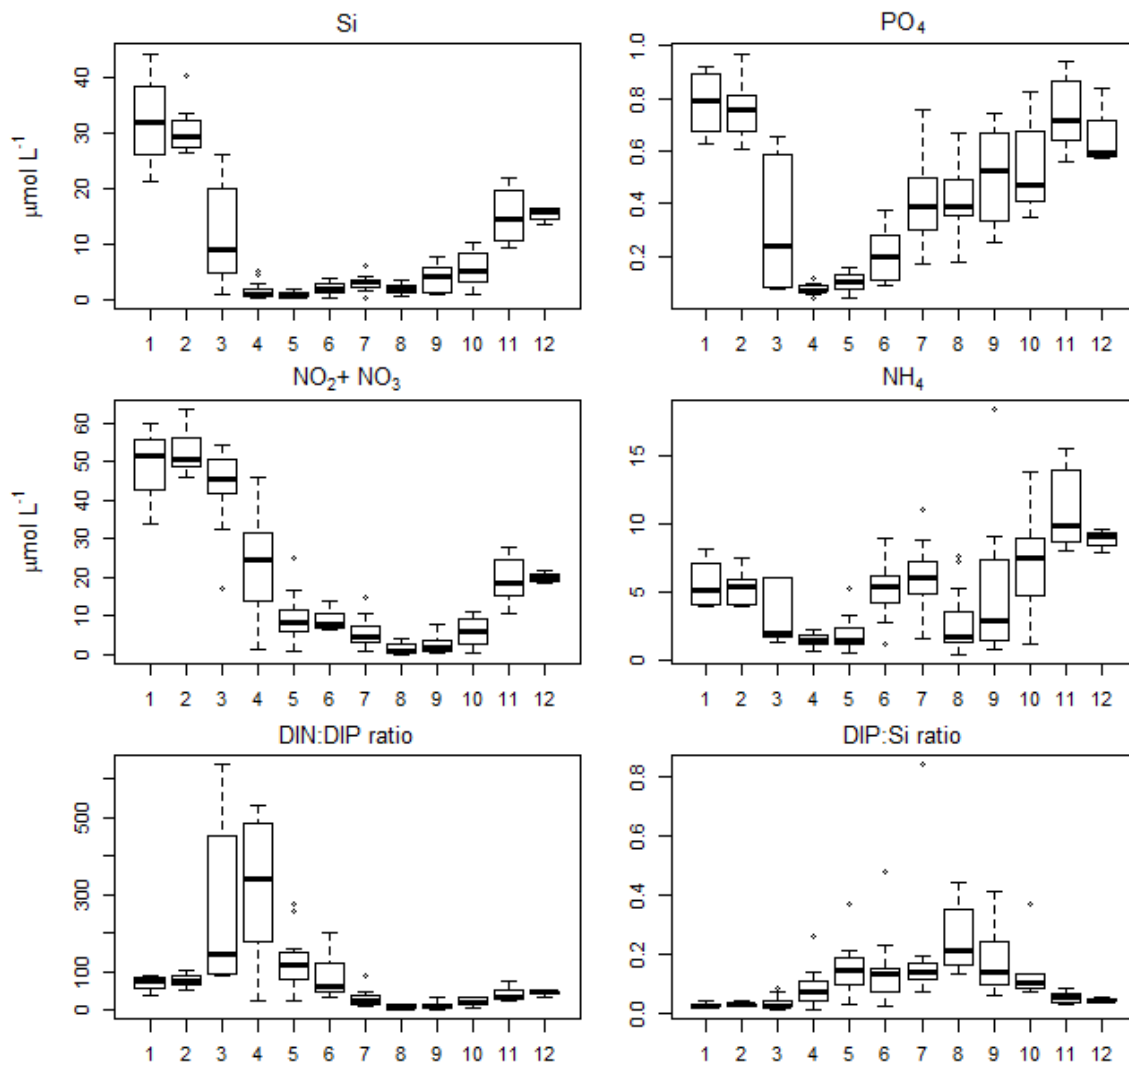 Si
PO₄
μmol L⁻¹
0 10 20 30 40
0.2 0.4 0.6 0.8 1.0
1 2 3 4 5 6 7 8 9 10 11 12
1 2 3 4 5 6 7 8 9 10 11 12
NO₂+ NO₃
NH₄
μmol L⁻¹
0 10 20 30 40 50 60
0 5 10 15
1 2 3 4 5 6 7 8 9 10 11 12
1 2 3 4 5 6 7 8 9 10 11 12
DIN:DIP ratio
DIP:Si ratio
0 100 300 500
0.0 0.2 0.4 0.6 0.8
1 2 3 4 5 6 7 8 9 10 11 12
1 2 3 4 5 6 7 8 9 10 11 12